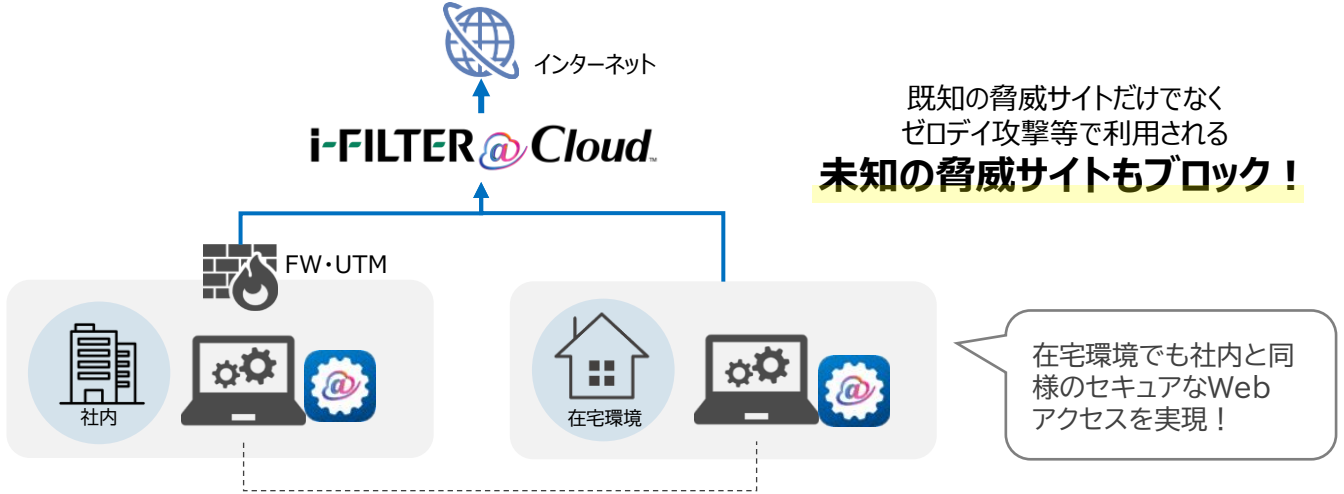 インターネット
i-FILTER@Cloud™
既知の脅威サイトだけでなく
ゼロデイ攻撃等で利用される
未知の脅威サイトもブロック！
FW・UTM
社内
在宅環境
在宅環境でも社内と同
様のセキュアなWeb
アクセスを実現！